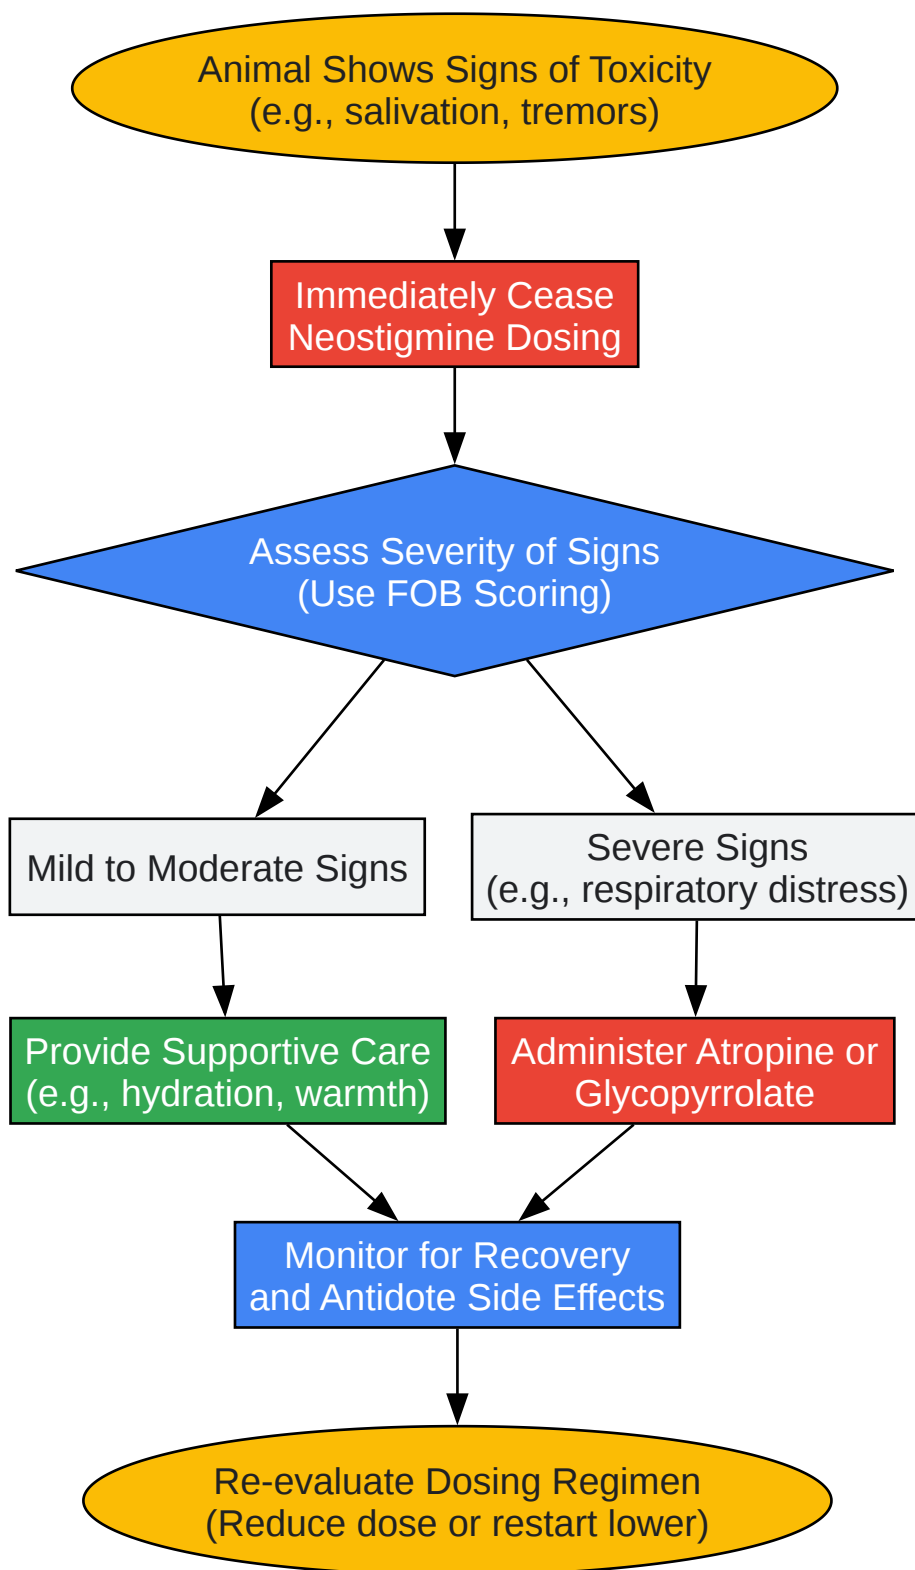 Animal Shows Signs of Toxicity
(e.g., salivation, tremors)
Immediately Cease
Neostigmine Dosing
Assess Severity of Signs
(Use FOB Scoring)
Mild to Moderate Signs
Severe Signs
(e.g., respiratory distress)
Provide Supportive Care
(e.g., hydration, warmth)
Administer Atropine or
Glycopyrrolate
Monitor for Recovery
and Antidote Side Effects
Re-evaluate Dosing Regimen
(Reduce dose or restart lower)